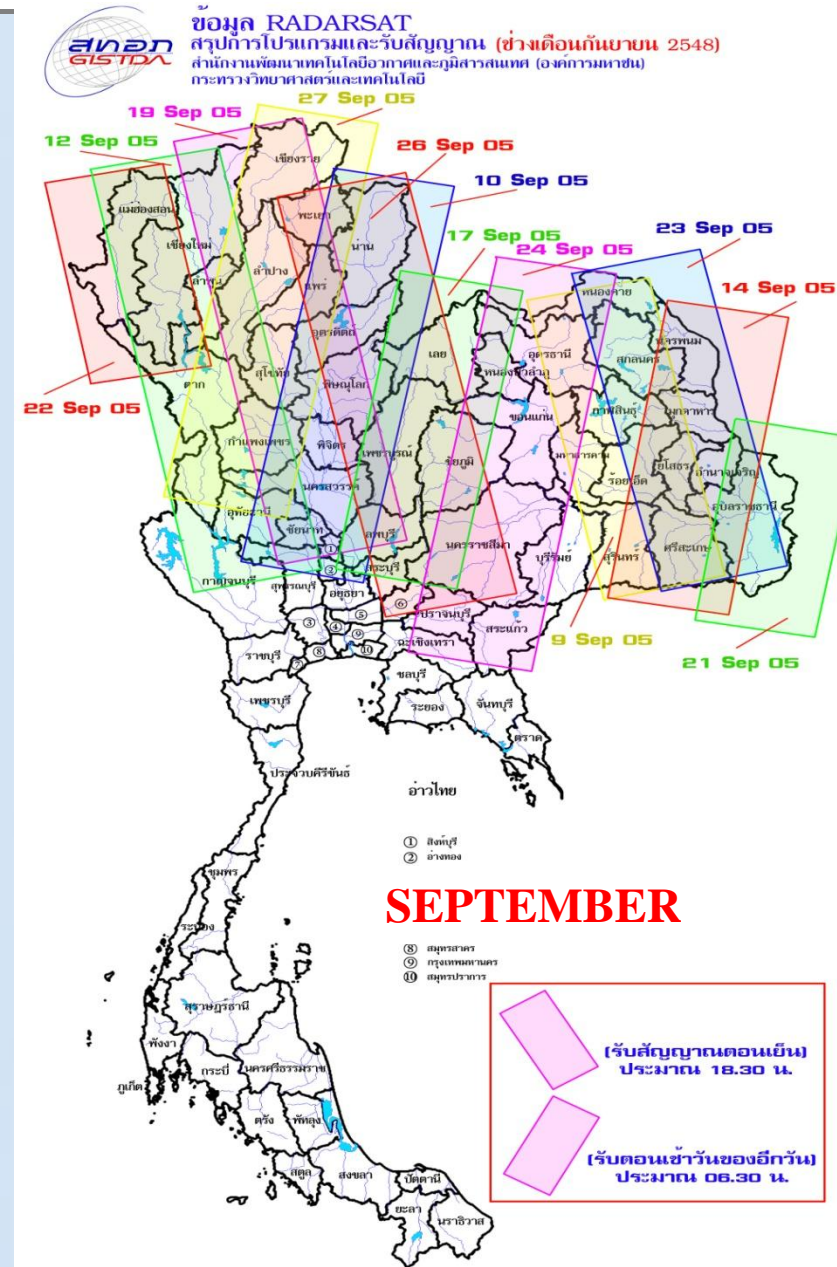 สทอภ
GISTDA
ข้อมูล RADARSAT
สรุปการโปรแกรมและรับสัญญาณ (ช่วงเดือนกันยายน 2548)
สำนักงานพัฒนาเทคโนโลยีอวกาศและภูมิสารสนเทศ (องค์การมหาชน)
กระทรวงวิทยาศาสตร์และเทคโนโลยี
27 Sep 05
19 Sep 05
12 Sep 05
26 Sep 05
10 Sep 05
17 Sep 05
24 Sep 05
23 Sep 05
14 Sep 05
22 Sep 05
9 Sep 05
21 Sep 05
เชียงราย
แม่ฮ่องสอน
พะเยา
เชียงใหม่
น่าน
ลำปาง
ลำพูน
แพร่
หนองคาย
อุตรดิตถ์
นครพนม
เลย
อุดรธานี
สกลนคร
ตาก
สุโขทัย
พิษณุโลก
หนองบัวลำภู
ขอนแก่น
กาฬสินธุ์
มุกดาหาร
กำแพงเพชร
พิจิตร
เพชรบูรณ์
ชัยภูมิ
มหาสารคาม
ร้อยเอ็ด
ยโสธร
อำนาจเจริญ
นครสวรรค์
อุบลราชธานี
อุทัยธานี
ชัยนาท
ลพบุรี
นครราชสีมา
บุรีรัมย์
สุรินทร์
ศรีสะเกษ
①
②
สระบุรี
กาญจนบุรี
สุพรรณบุรี
อยุธยา
⑥
⑤
ปราจีนบุรี
สระแก้ว
③
④
⑨
ฉะเชิงเทรา
ราชบุรี
⑦
⑧
⑩
ชลบุรี
เพชรบุรี
ระยอง
จันทบุรี
ตราด
ประจวบคีรีขันธ์
อ่าวไทย
① สิงห์บุรี
② อ่างทอง
ชุมพร
SEPTEMBER
ระนอง
⑧ สมุทรสาคร
⑨ กรุงเทพมหานคร
⑩ สมุทรปราการ
สุราษฎร์ธานี
พังงา
กระบี่
นครศรีธรรมราช
ภูเก็ต
ตรัง
พัทลุง
สตูล
สงขลา
ปัตตานี
ยะลา
นราธิวาส
(รับสัญญาณตอนเย็น)
ประมาณ 18.30 น.
(รับตอนเช้าวันของอีกวัน)
ประมาณ 06.30 น.